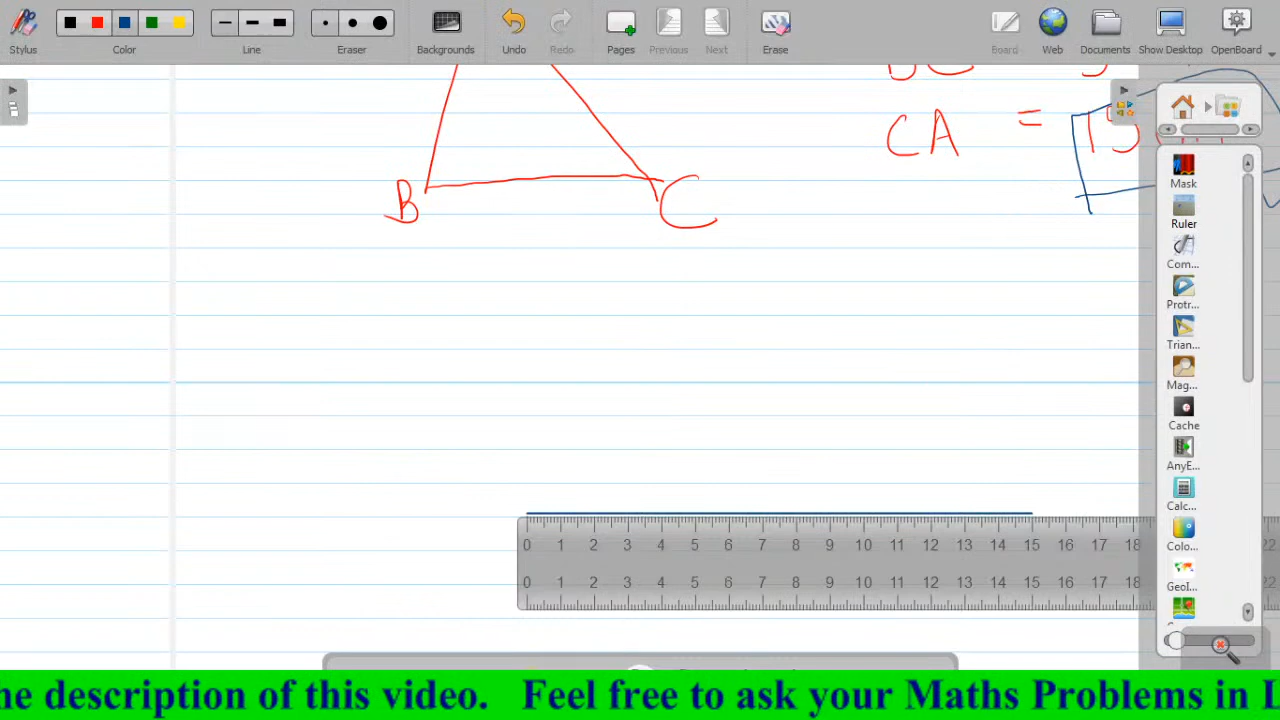 Stylus Color Line Eraser Backgrounds Undo Redo Pages Previous Next Erase Board Web Documents Show Desktop OpenBoard
CA = 15
B
C
Mask
Ruler
Com...
Protr...
Trian...
Mag...
Cache
AnyE...
Calc...
Colo...
GeoI...
0 1 2 3 4 5 6 7 8 9 10 11 12 13 14 15 16 17 18 22
0 1 2 3 4 5 6 7 8 9 10 11 12 13 14 15 16 17 18 22
he description of this video. Feel free to ask your Maths Problems in